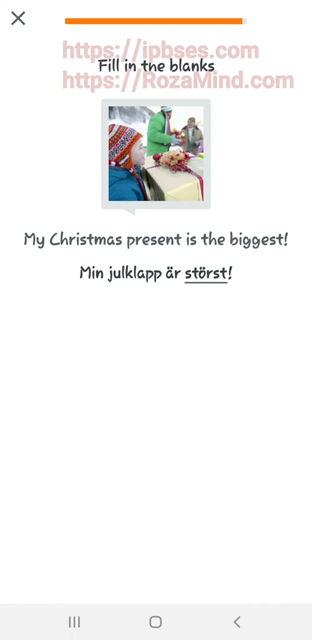 https://ipbses.com
Fill in the blanks
https://RozaMind.com
My Christmas present is the biggest!
Min julklapp är störst!